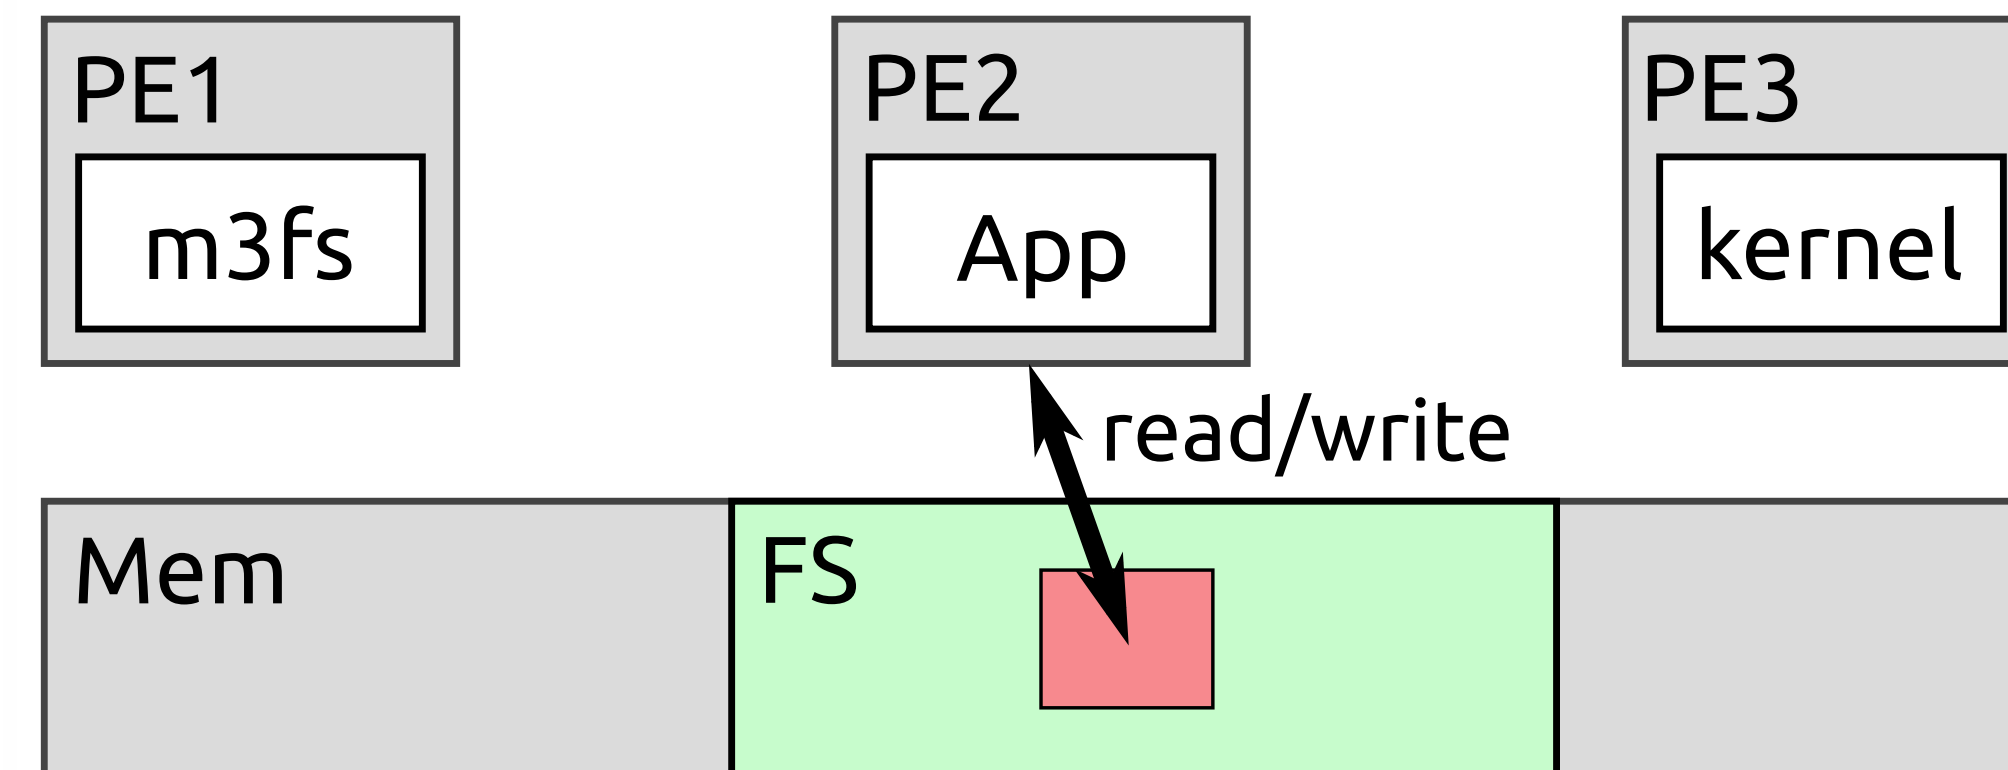 PE1
PE2
PE3
m3fs
App
kernel
read/write
Mem
FS